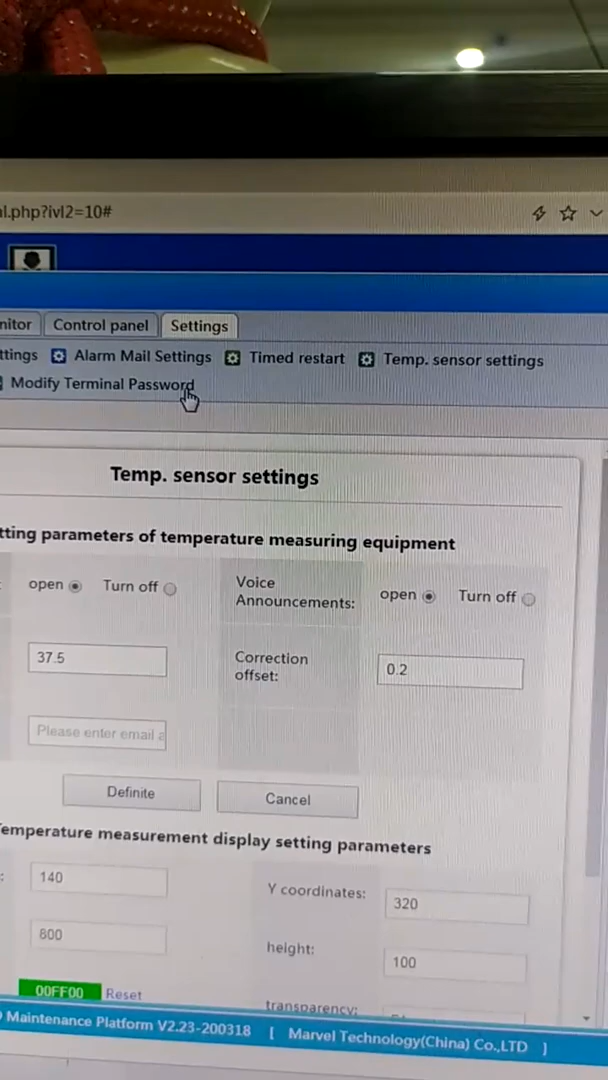 al.php?ivl2=10#
nitor Control panel Settings
ttings Alarm Mail Settings Timed restart Temp. sensor settings
Modify Terminal Password
Temp. sensor settings
tting parameters of temperature measuring equipment
open Turn off Voice Announcements: open Turn off
37.5 Correction offset: 0.2
Please enter email a
Definite Cancel
Temperature measurement display setting parameters
: 140 Y coordinates: 320
800 height: 100
00FF00 Reset transparency:
Maintenance Platform V2.23-200318 [ Marvel Technology(China) Co.,LTD ]